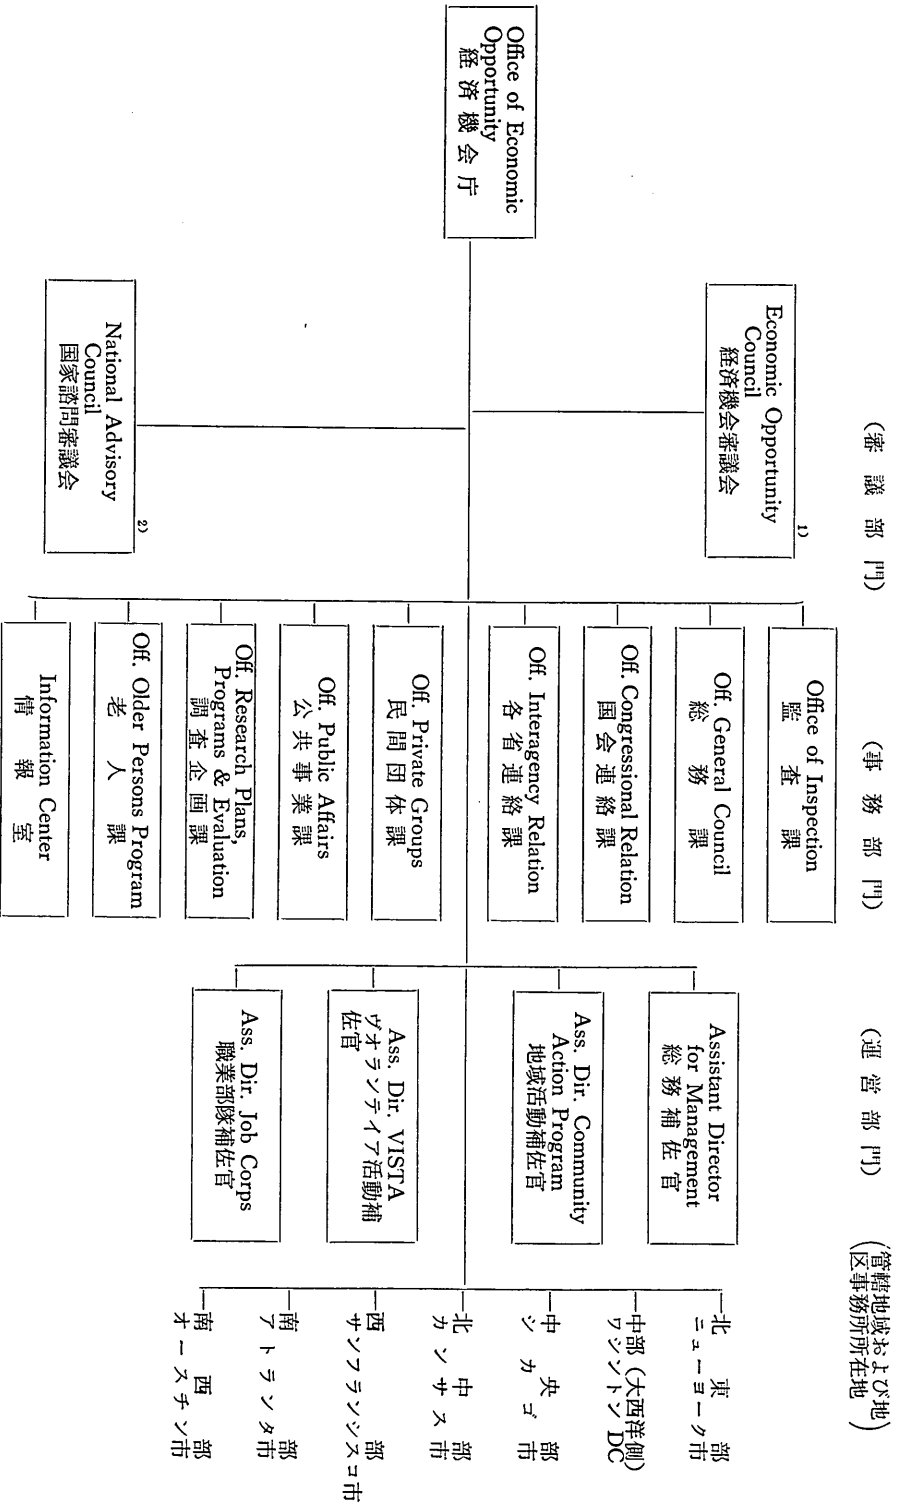 (審議部門)
(事務部門)
(運営部門)
(管轄地域および地
区事務所所在地)
Office of Economic
Opportunity
経済機会庁
Economic Opportunity
Council
経済機会審議会
1)
National Advisory
Council
国家諮問審議会
2)
Office of Inspection
監査課
Off. General Council
総務課
Off. Congressional Relation
国会連絡課
Off. Interagency Relation
各省連絡課
Off. Private Groups
民間団体課
Off. Public Affairs
公共事業課
Off. Research Plans,
Programs & Evaluation
調査企画課
Off. Older Persons Program
老人課
Information Center
情報室
Assistant Director
for Management
総務補佐官
Ass. Dir. Community
Action Program
地域活動補佐官
Ass. Dir. VISTA
ヴオランテイア活動補
佐官
Ass. Dir. Job Corps
職業部隊補佐官
北東部
ニューヨーク市
中部(大西洋側)
ワシントンDC
中央部
シカゴ市
北中部
カンサス市
西部
サンフランシスコ市
南部
アトランタ市
南西部
オースチン市